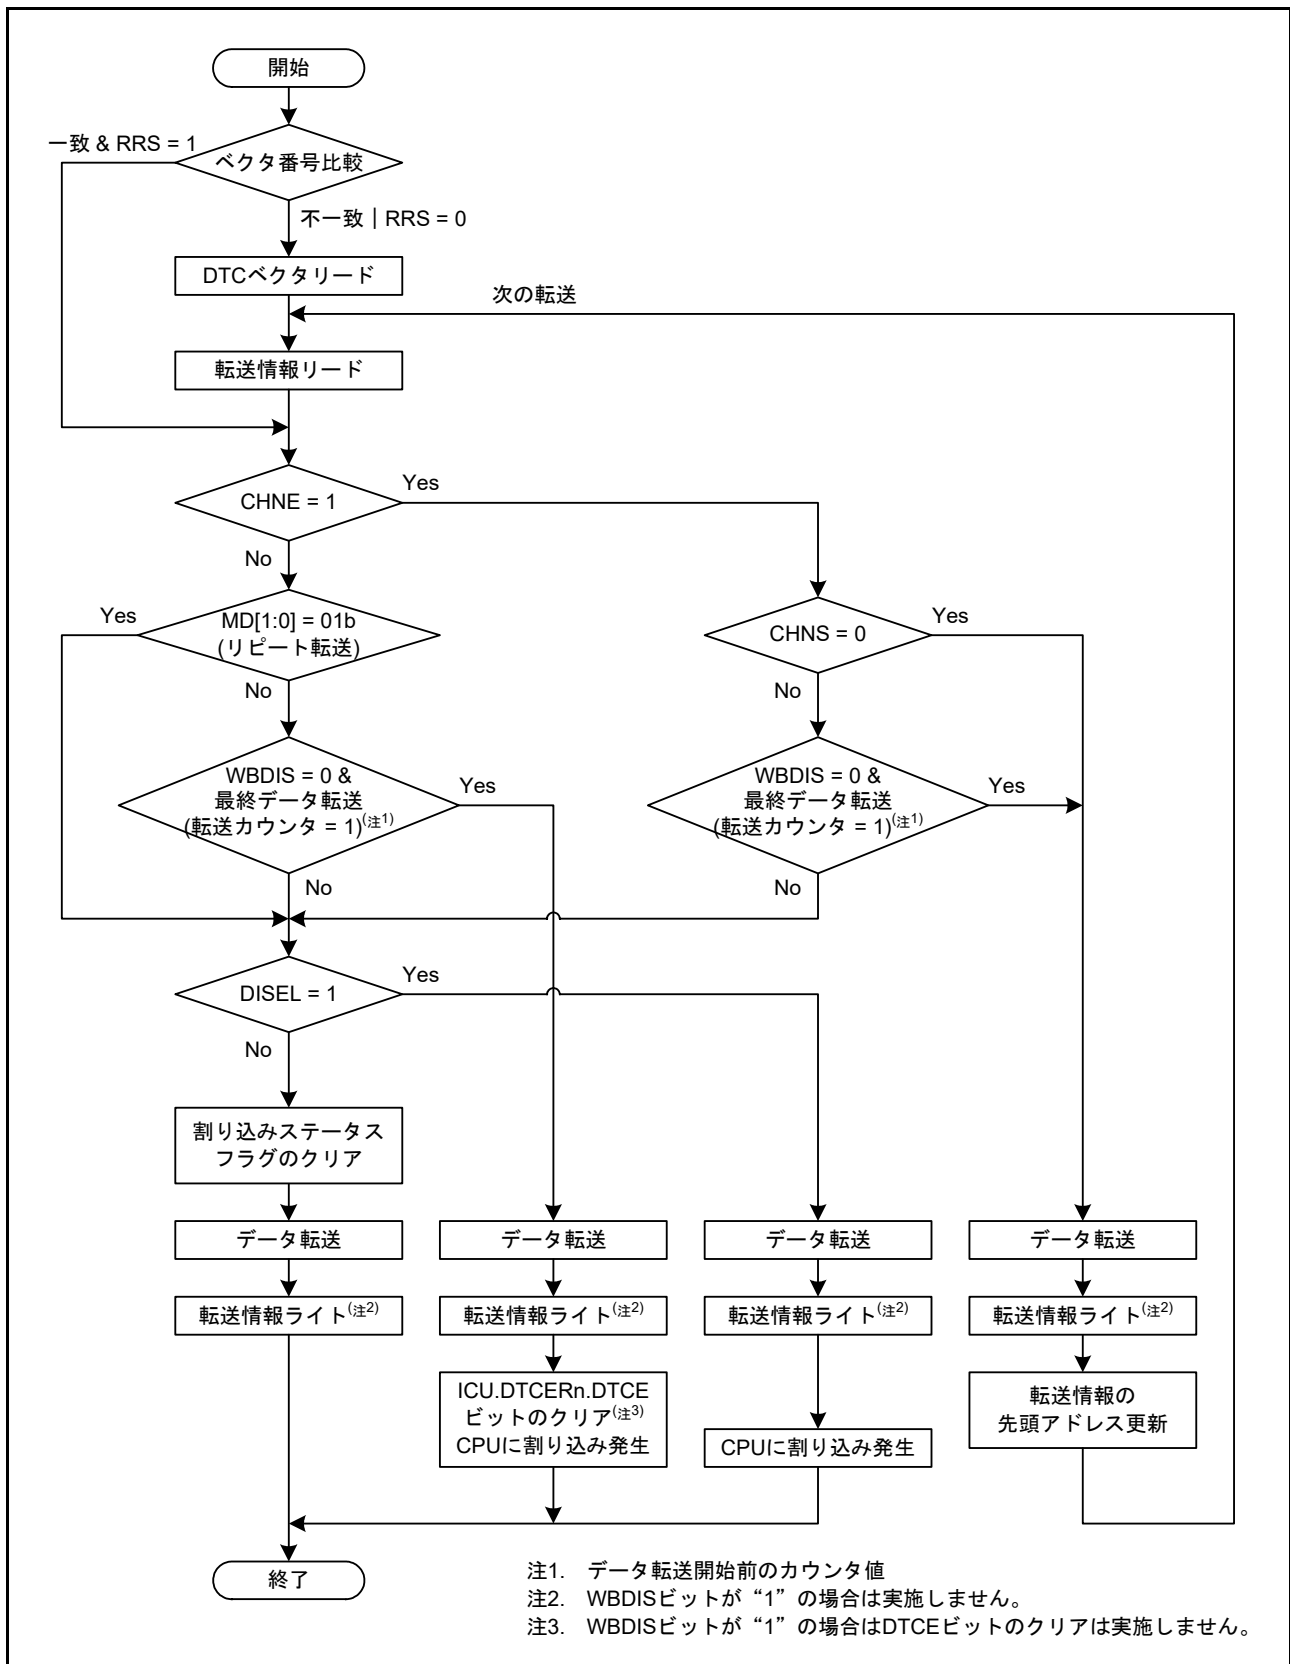 開始
一致 & RRS = 1
ベクタ番号比較
不一致 | RRS = 0
DTCベクタリード
次の転送
転送情報リード
CHNE = 1
Yes
No
MD[1:0] = 01b
(リピート転送)
Yes
No
CHNS = 0
Yes
No
WBDIS = 0 &
最終データ転送
(転送カウンタ = 1)(注1)
Yes
No
WBDIS = 0 &
最終データ転送
(転送カウンタ = 1)(注1)
Yes
No
DISEL = 1
Yes
No
割り込みステータス
フラグのクリア
データ転送
データ転送
データ転送
データ転送
転送情報ライト(注2)
転送情報ライト(注2)
転送情報ライト(注2)
転送情報ライト(注2)
ICU.DTCERn.DTCE
ビットのクリア(注3)
CPUに割り込み発生
CPUに割り込み発生
転送情報の
先頭アドレス更新
終了
注1. データ転送開始前のカウンタ値
注2. WBDISビットが“1”の場合は実施しません。
注3. WBDISビットが“1”の場合はDTCEビットのクリアは実施しません。